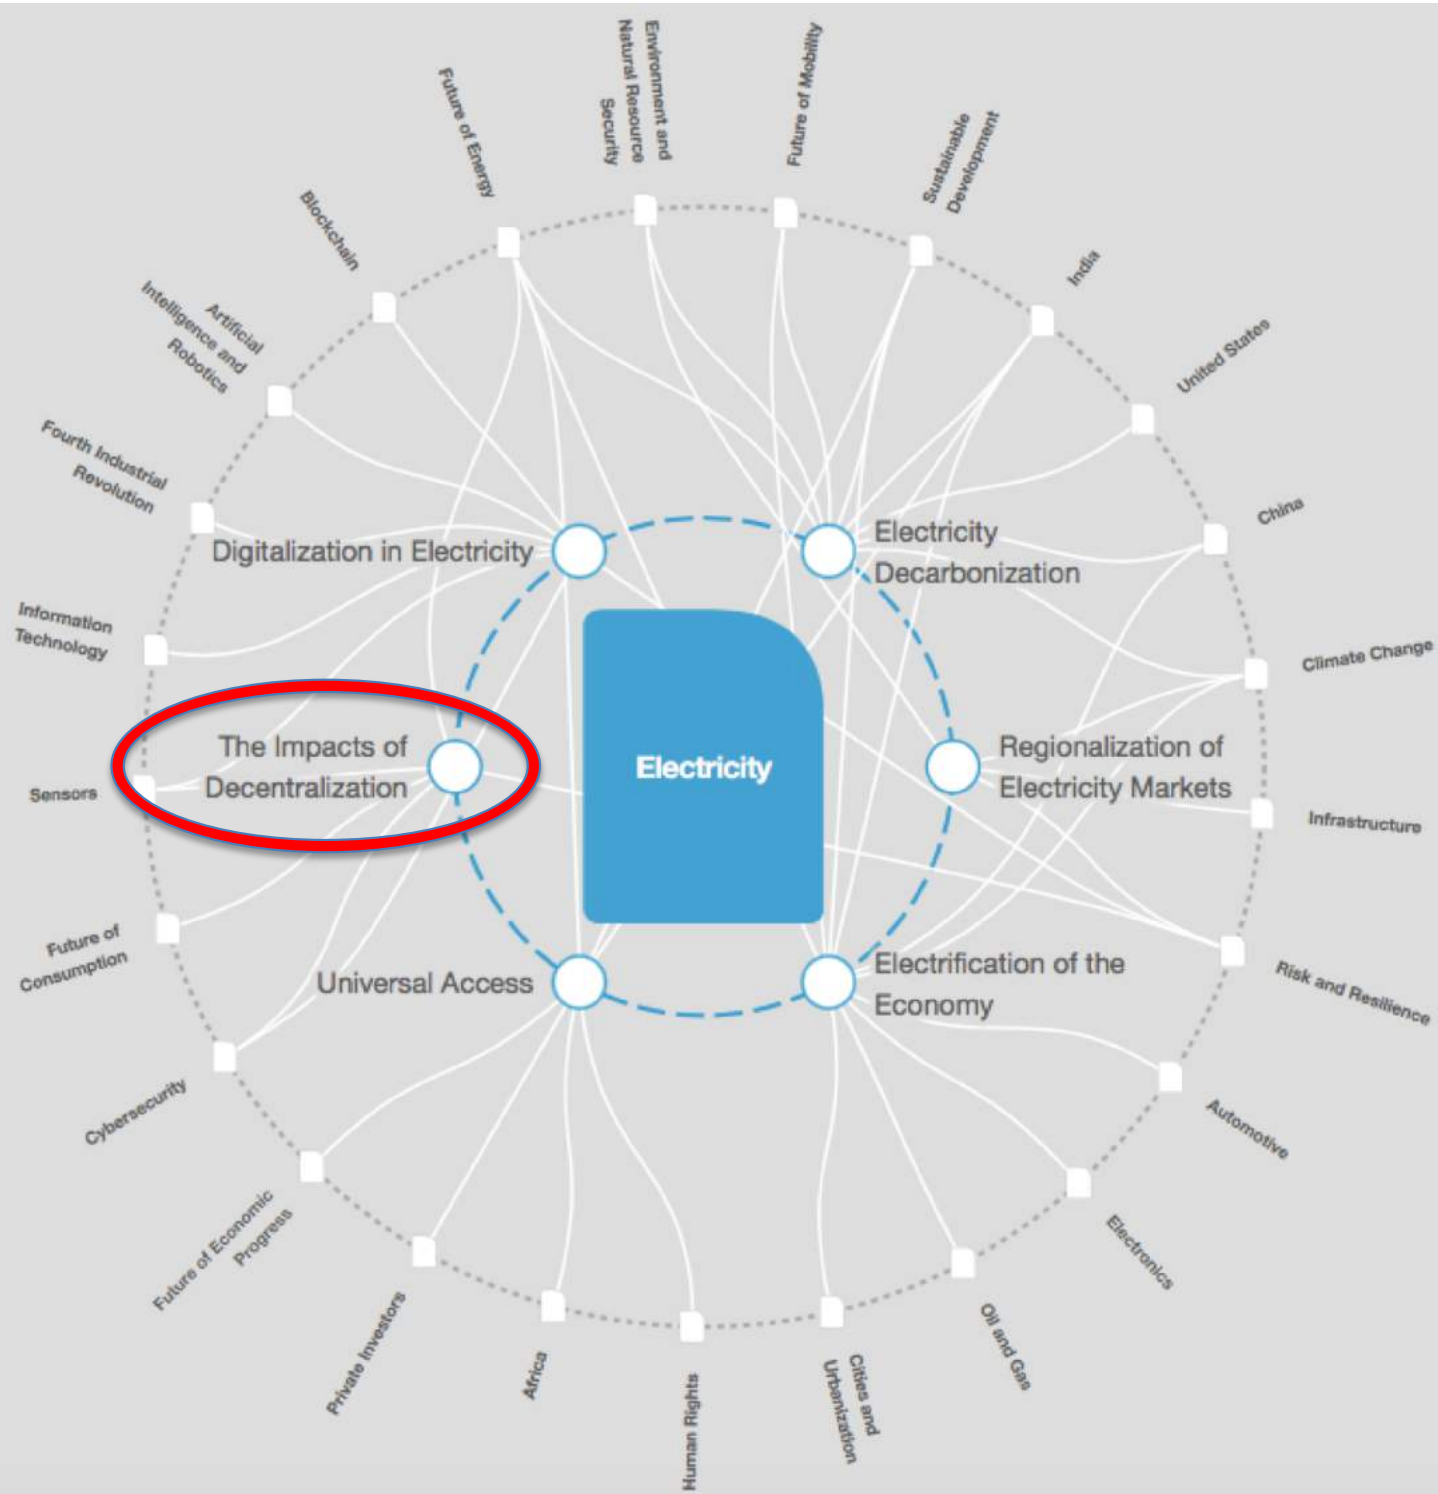 Environment and
Natural Resource
Security
Future of Mobility
Sustainable
Development
India
United States
China
Climate Change
Infrastructure
Risk and Resilience
Automotive
Electronics
Oil and Gas
Cities and
Urbanization
Human Rights
Africa
Private Investors
Future of Economic
Progress
Cybersecurity
Future of
Consumption
Sensors
Information
Technology
Fourth Industrial
Revolution
Artificial
Intelligence and
Robotics
Blockchain
Future of Energy
Digitalization in Electricity
Electricity
Decarbonization
The Impacts of
Decentralization
Electricity
Regionalization of
Electricity Markets
Universal Access
Electrification of the
Economy